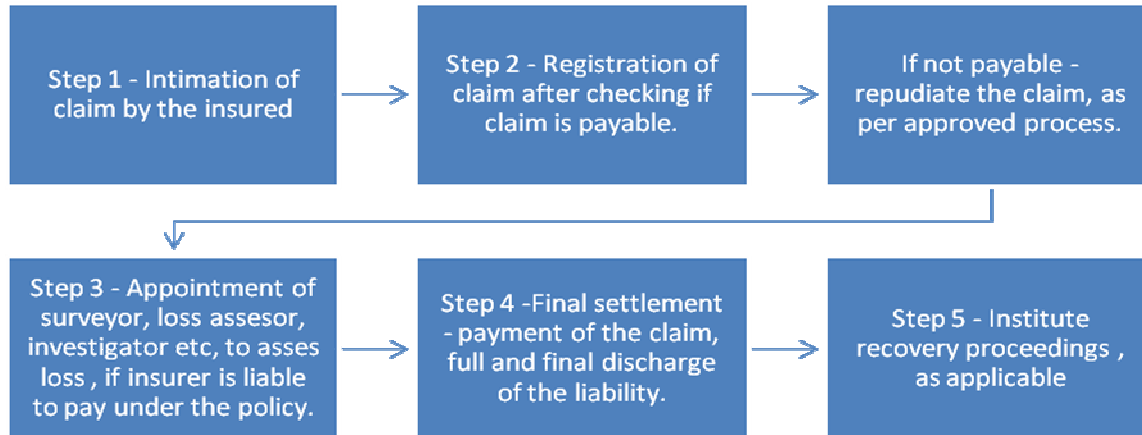 Step 1 - Intimation of
claim by the insured
Step 2 - Registration of
claim after checking if
claim is payable.
If not payable -
repudiate the claim, as
per approved process.
Step 3 - Appointment of
surveyor, loss assesor,
investigator etc, to asses
loss , if insurer is liable
to pay under the policy.
Step 4 -Final settlement
- payment of the claim,
full and final discharge
of the liability.
Step 5 - Institute
recovery proceedings ,
as applicable